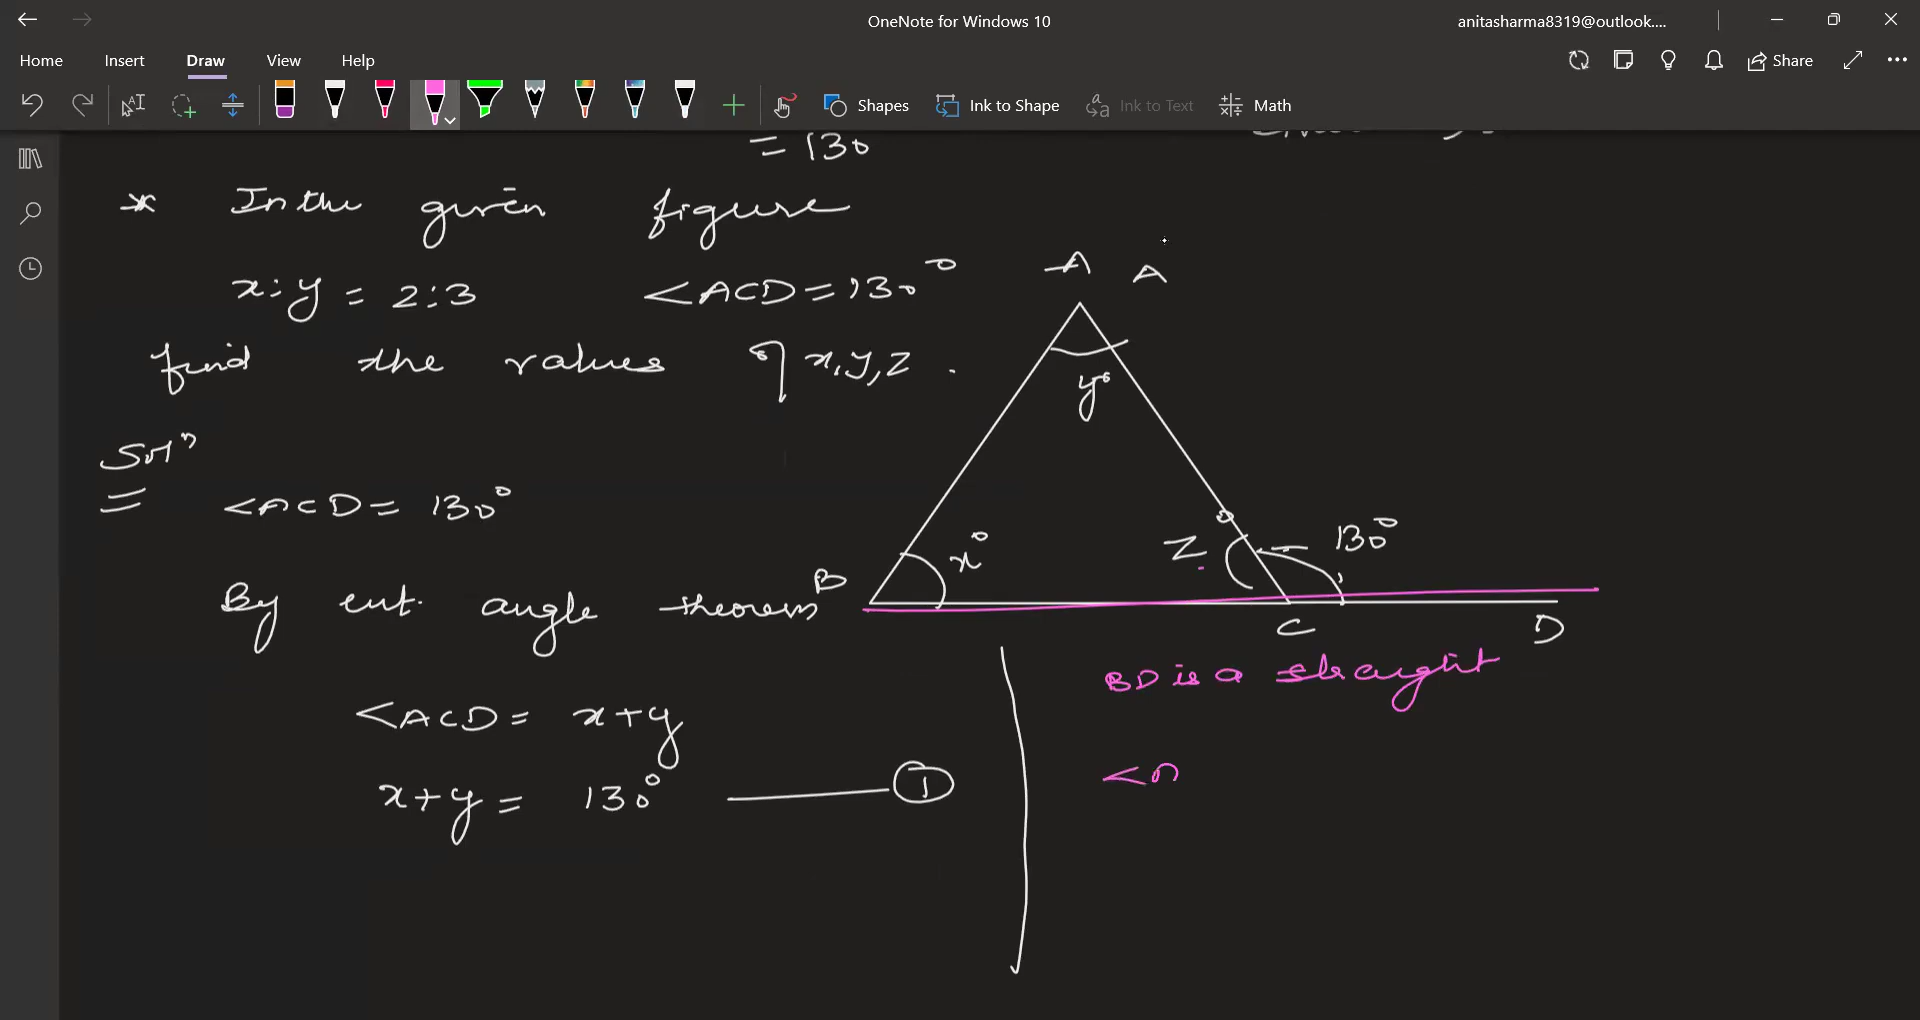 OneNote for Windows 10
anitasharma8319@outlook....
Home Insert Draw View Help
Share
Shapes Ink to Shape Ink to Text Math
= 130
* In the given figure
x:y = 2:3 <ACD = 130°
find the values of x,y,z.
A A
y°
Sol n
<ACD = 130°
By ext. angle theorem
B x° z° 130°
C D
<ACD = x+y
x+y = 130° 1
BD is a straight
<